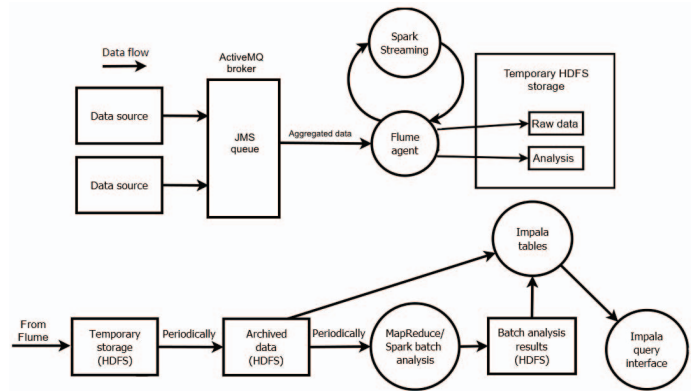 Data flow
ActiveMQ
broker
Spark
Streaming
Temporary HDFS
storage
Data source
JMS
queue
Aggregated data
Flume
agent
Raw data
Analysis
Data source
Impala
tables
From
Flume
Temporary
storage
(HDFS)
Periodically
Archived
data
(HDFS)
Periodically
MapReduce/
Spark batch
analysis
Batch analysis
results
(HDFS)
Impala
query
interface